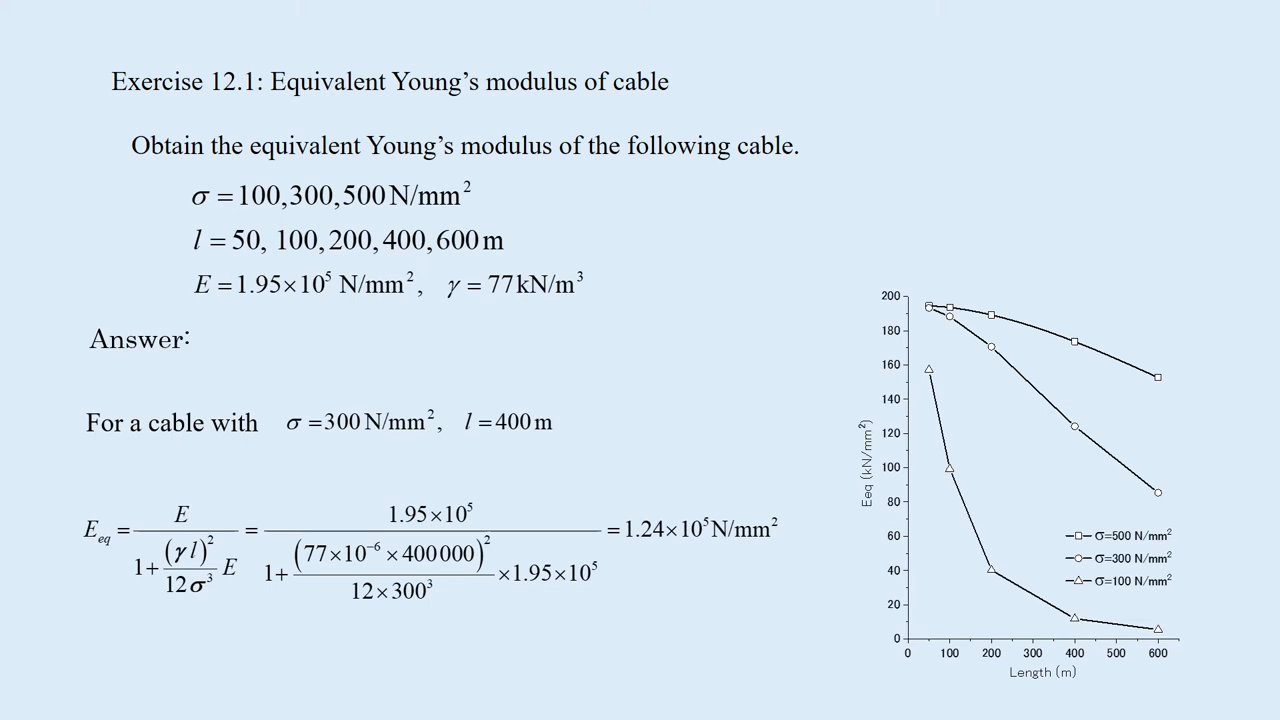 Exercise 12.1: Equivalent Young's modulus of cable
Obtain the equivalent Young's modulus of the following cable.
σ = 100, 300, 500 N/mm²
l = 50, 100, 200, 400, 600 m
E = 1.95×10⁵ N/mm², γ = 77 kN/m³
Answer:
For a cable with σ = 300 N/mm², l = 400 m
E_eq = E / (1 + (γ l)² / (12σ³) E) = 1.95×10⁵ / (1 + (77×10⁻⁶ × 400 000)² / (12×300³) × 1.95×10⁵) = 1.24×10⁵ N/mm²
200
180
160
140
120
100
80
60
40
20
0
Eeq (kN/mm²)
σ=500 N/mm²
σ=300 N/mm²
σ=100 N/mm²
0 100 200 300 400 500 600
Length (m)